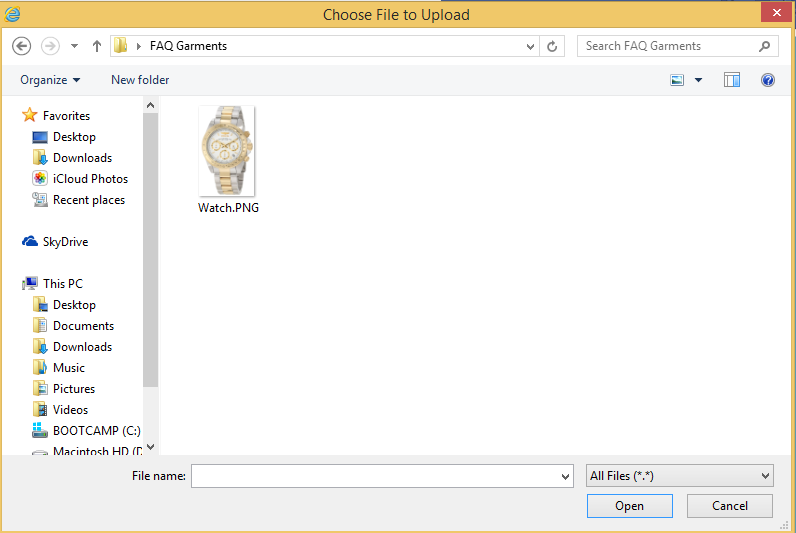 Choose File to Upload
FAQ Garments
Search FAQ Garments
Organize
New folder
Favorites
Desktop
Downloads
iCloud Photos
Recent places
SkyDrive
This PC
Desktop
Documents
Downloads
Music
Pictures
Videos
BOOTCAMP (C:)
Macintosh HD (D
Watch.PNG
File name:
All Files (*.*)
Open
Cancel